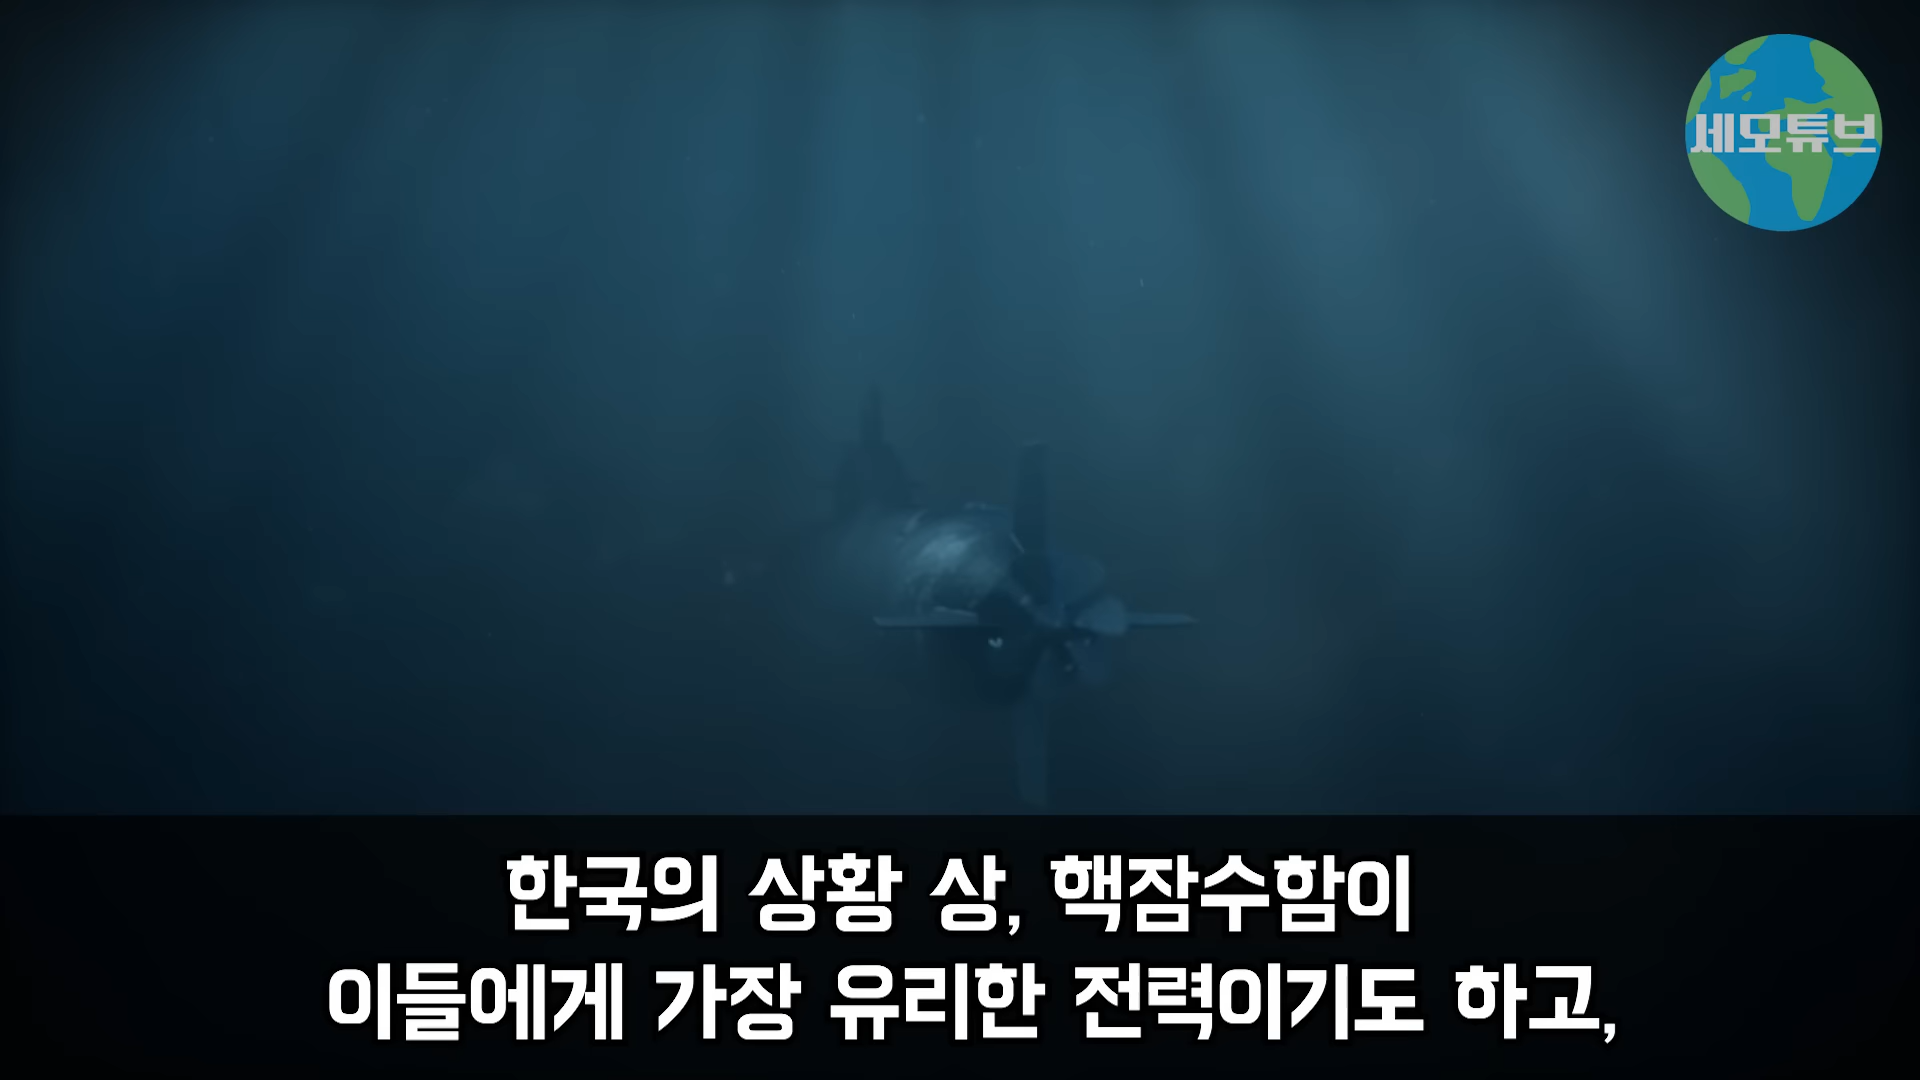 세모튜브
한국의 상황 상, 핵잠수함이
이들에게 가장 유리한 전력이기도 하고,